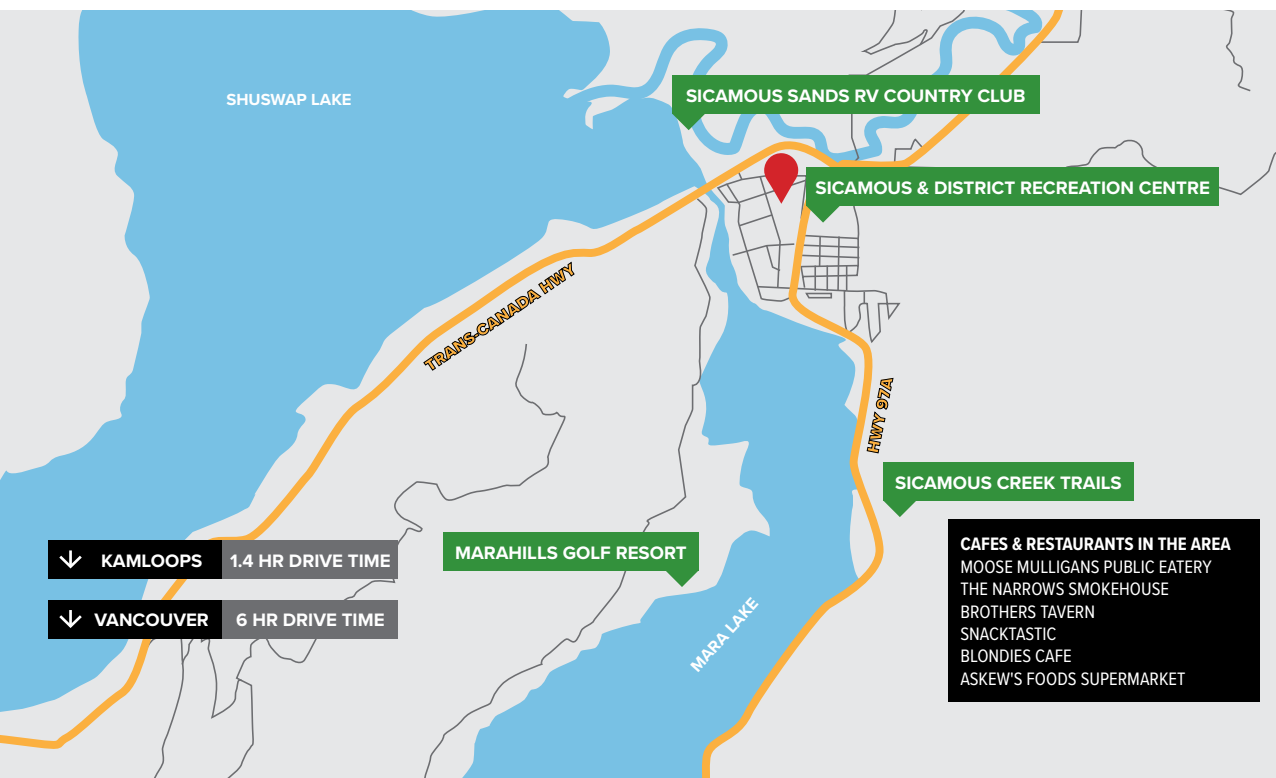 SHUSWAP LAKE
SICAMOUS SANDS RV COUNTRY CLUB
SICAMOUS & DISTRICT RECREATION CENTRE
TRANS-CANADA HWY
HWY 97A
SICAMOUS CREEK TRAILS
MARAHILLS GOLF RESORT
KAMLOOPS 1.4 HR DRIVE TIME
VANCOUVER 6 HR DRIVE TIME
MARA LAKE
CAFES & RESTAURANTS IN THE AREA
MOOSE MULLIGANS PUBLIC EATERY
THE NARROWS SMOKEHOUSE
BROTHERS TAVERN
SNACKTASTIC
BLONDIES CAFE
ASKEW'S FOODS SUPERMARKET